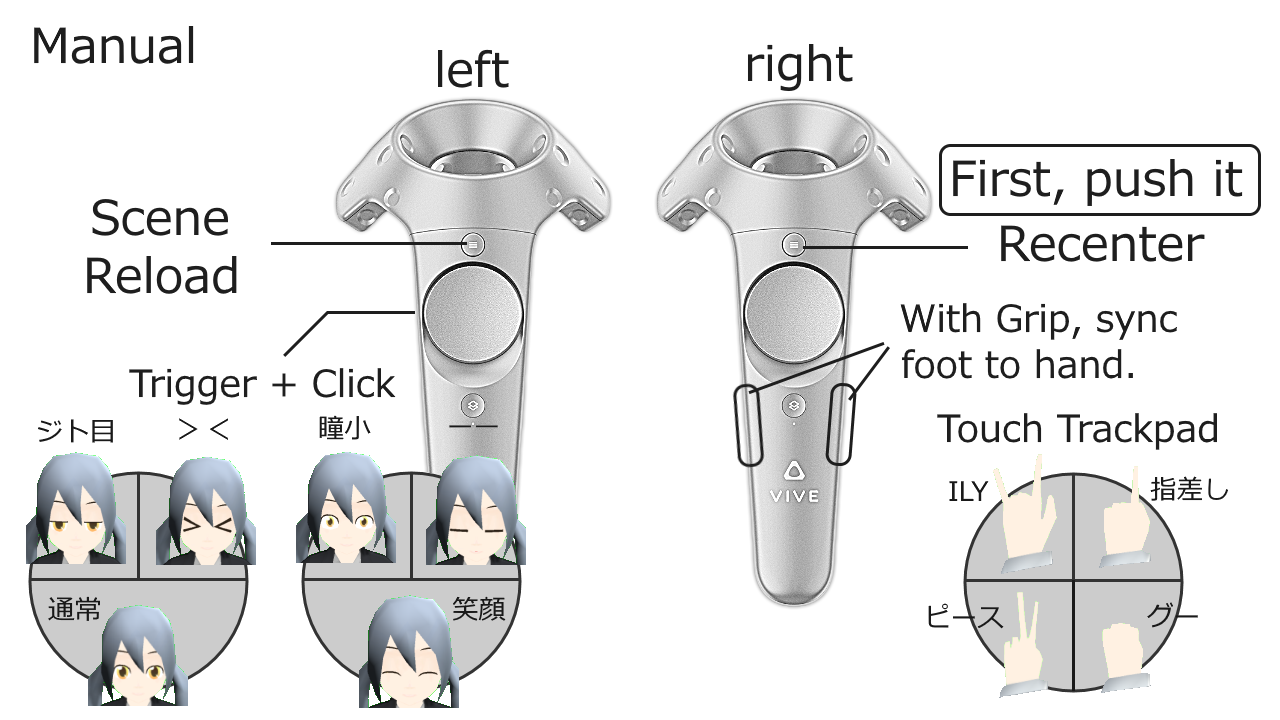 Manual
left
right
First, push it
Scene
Reload
Recenter
With Grip, sync
foot to hand.
Trigger + Click
ジト目
＞＜
瞳小
―
Touch Trackpad
ILY
指差し
VIVE
通常
笑顔
ピース
グー